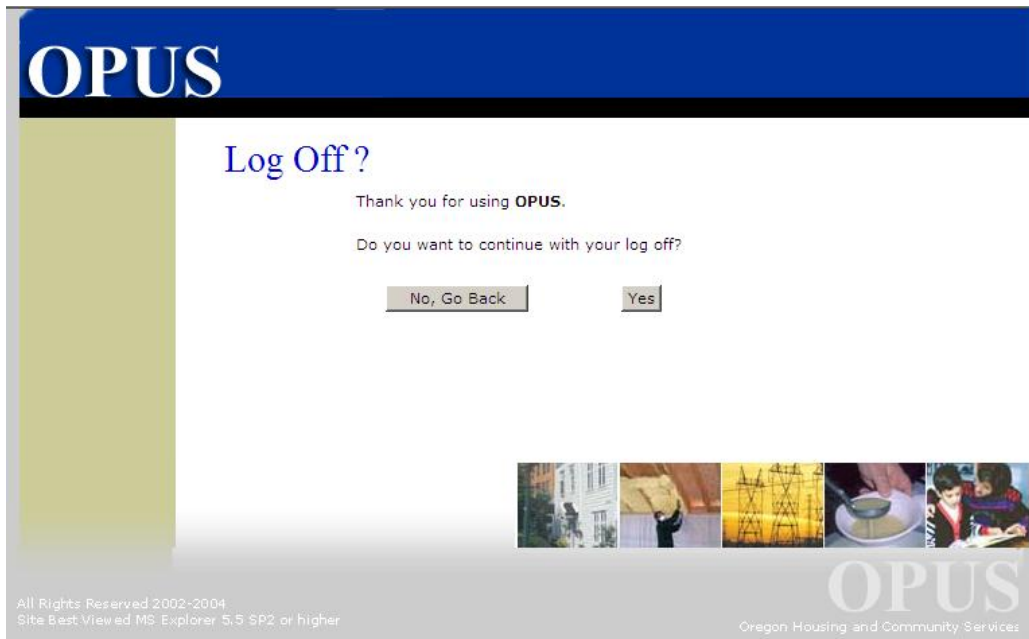 OPUS
Log Off ?
Thank you for using OPUS.
Do you want to continue with your log off?
No, Go Back Yes
OPUS
All Rights Reserved 2002-2004
Site Best Viewed MS Explorer 5.5 SP2 or higher
Oregon Housing and Community Services